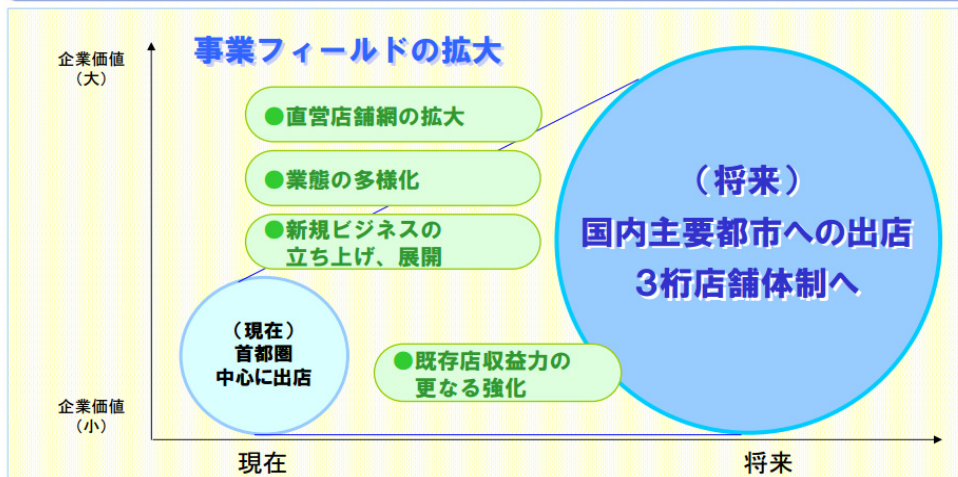 事業フィールドの拡大
企業価値
（大）
●直営店舗網の拡大
●業態の多様化
●新規ビジネスの
立ち上げ、展開
（将来）
国内主要都市への出店
3桁店舗体制へ
（現在）
首都圏
中心に出店
●既存店収益力の
更なる強化
企業価値
（小）
現在
将来